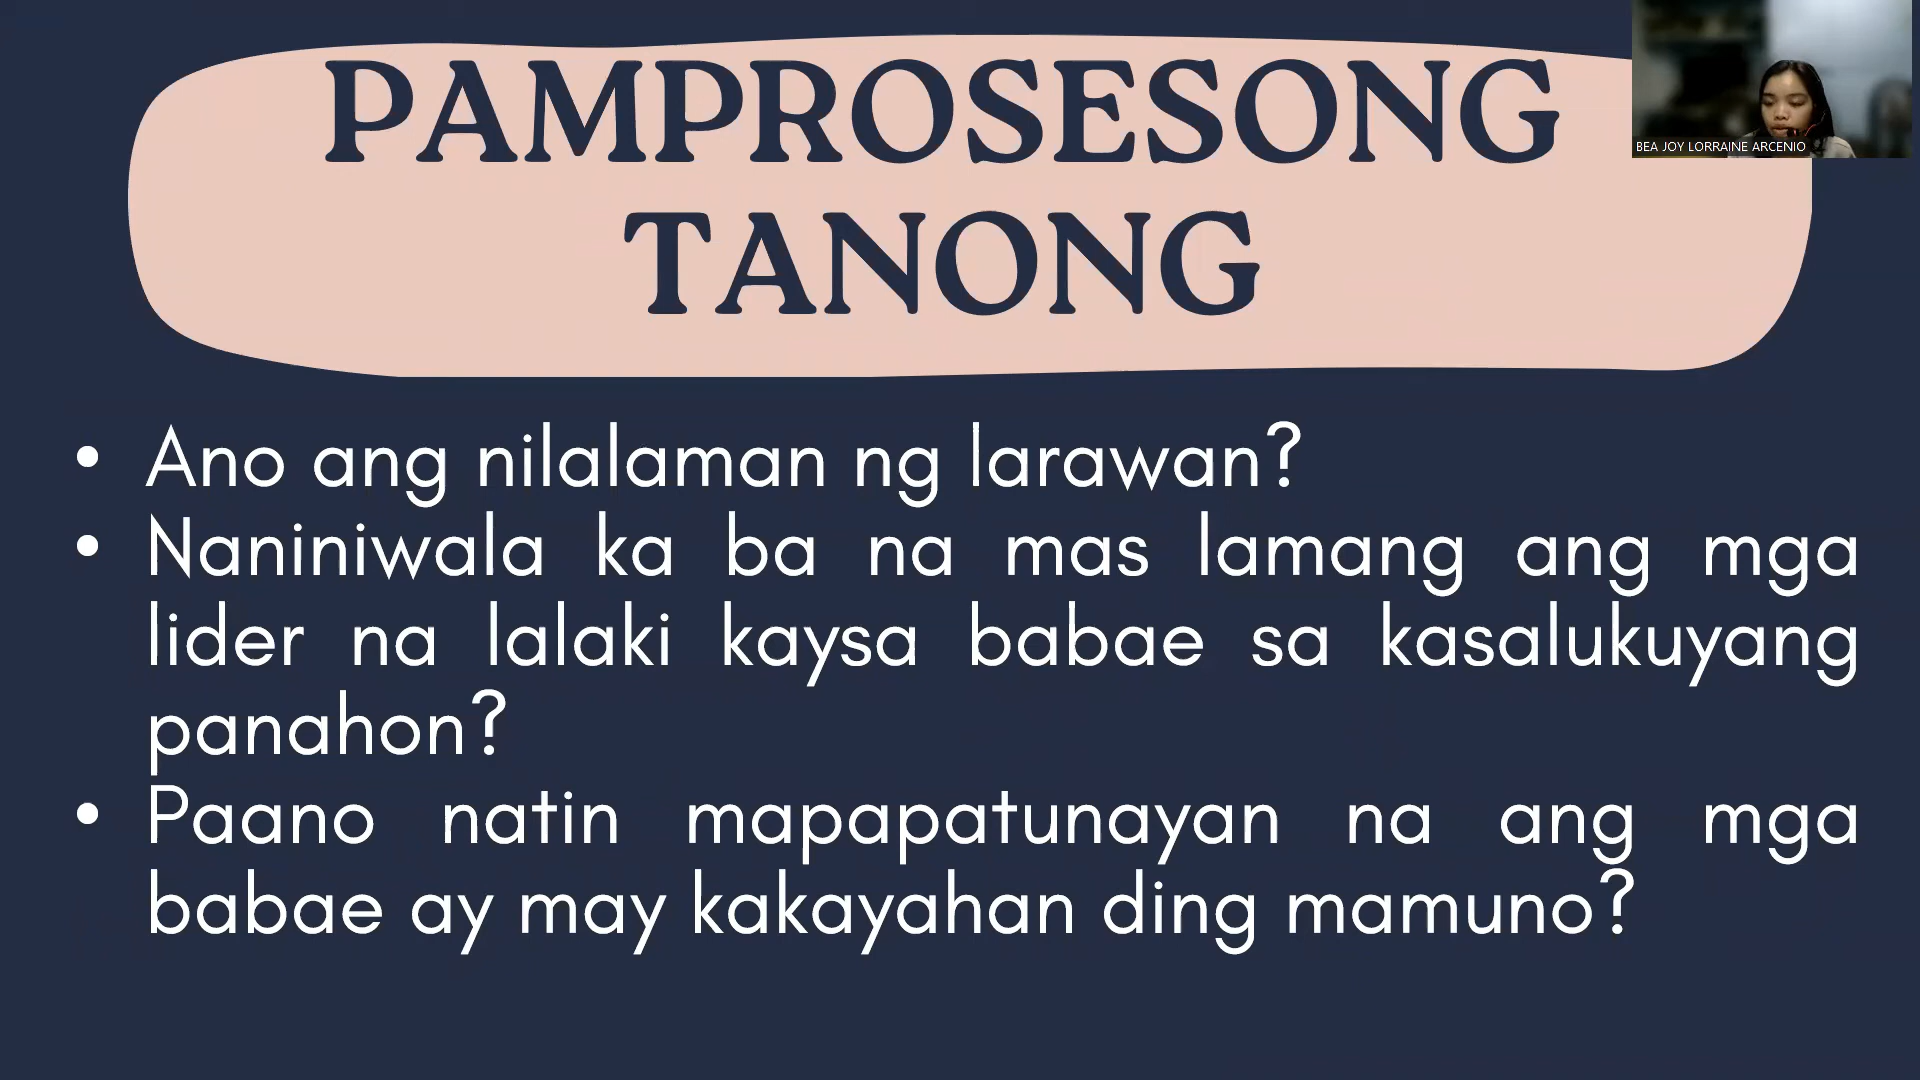 PAMPROSESONG
TANONG
BEA JOY LORRAINE ARCENIO
• Ano ang nilalaman ng larawan?
• Naniniwala ka ba na mas lamang ang mga
lider na lalaki kaysa babae sa kasalukuyang
panahon?
• Paano natin mapapatunayan na ang mga
babae ay may kakayahan ding mamuno?